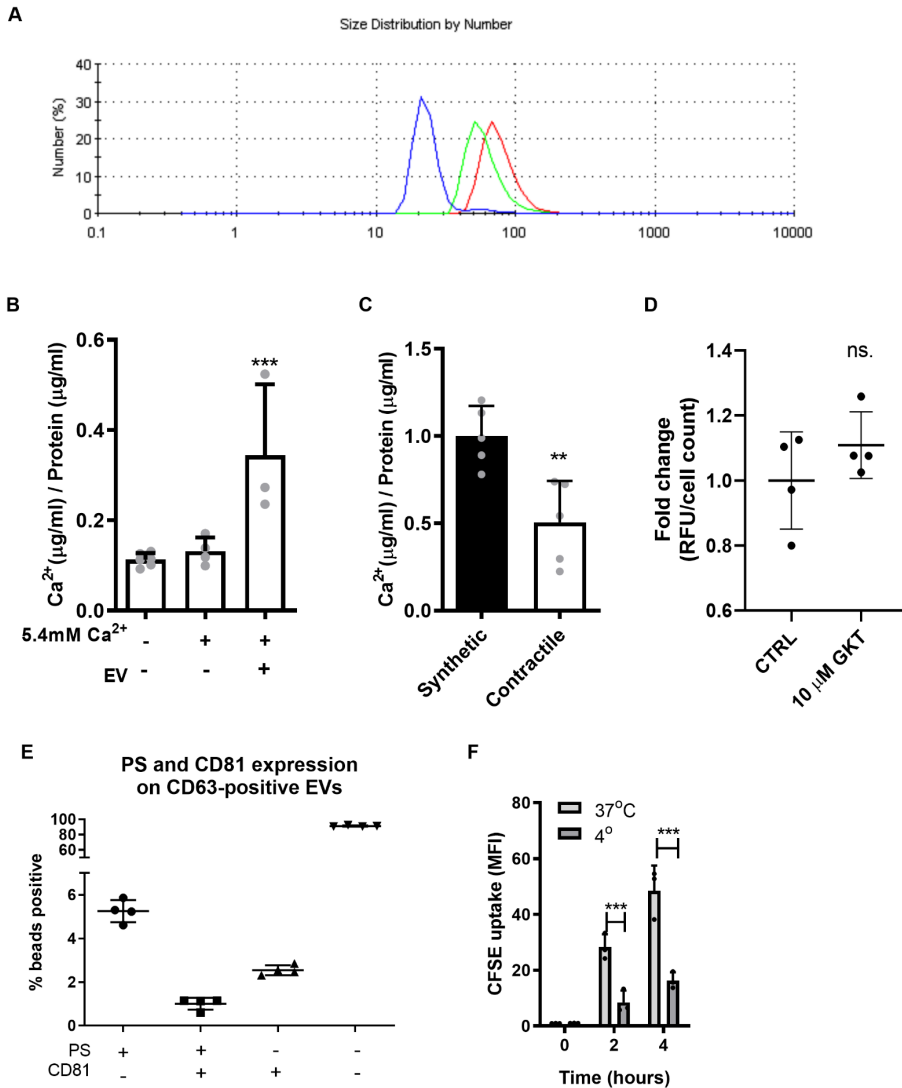 A
Size Distribution by Number
Number (%)
40
30
20
10
0
0.1 1 10 100 1000 10000
B
Ca2+(µg/ml) / Protein (µg/ml)
0.6
0.4
0.2
0.0
***
5.4mM Ca2+ - + +
EV - - +
C
Ca2+(µg/ml) / Protein (µg/ml)
1.5
1.0
0.5
0.0
**
Synthetic
Contractile
D
Fold change
(RFU/cell count)
1.4
1.2
1.0
0.8
0.6
ns.
CTRL
10 µM GKT
E
PS and CD81 expression
on CD63-positive EVs
% beads positive
100
80
60
6
4
2
0
PS + + - -
CD81 - + + -
F
CFSE uptake (MFI)
80
60
40
20
0
37°C
4°
***
***
0 2 4
Time (hours)